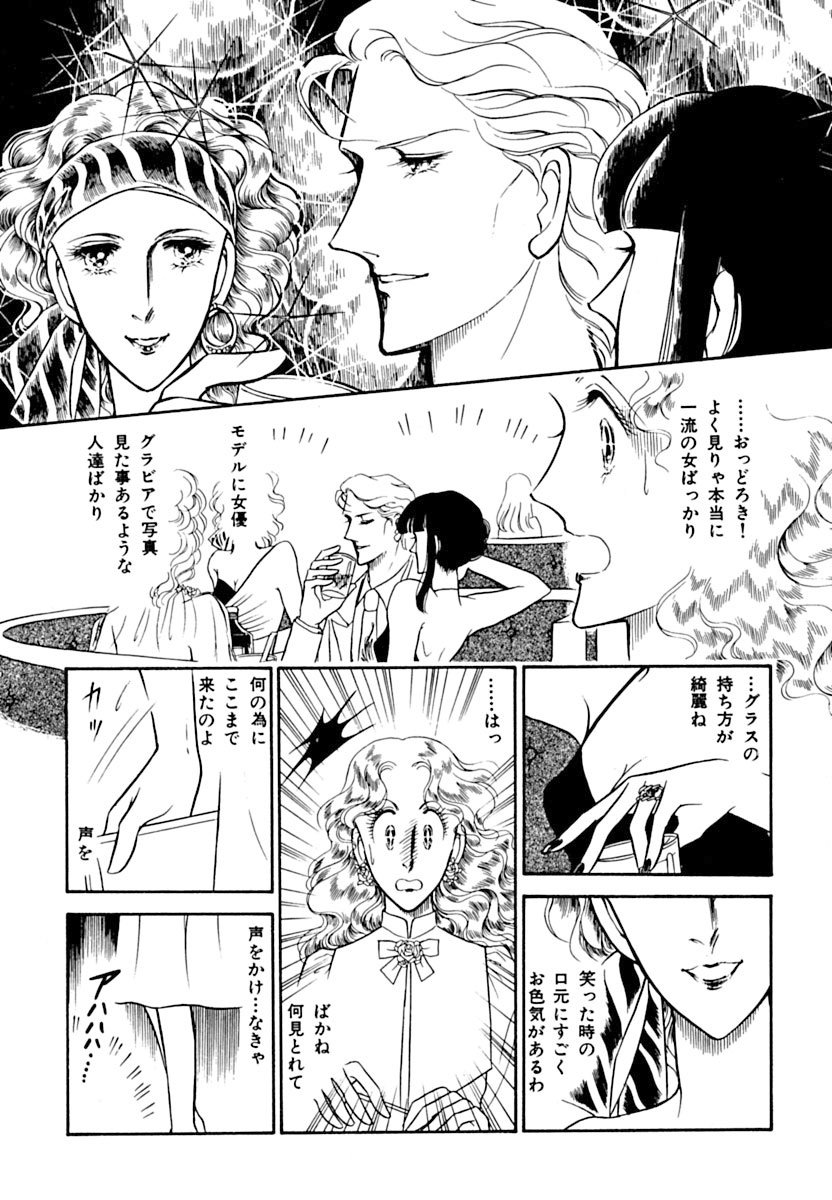 ……おっどろき！
よく見りゃ本当に
一流の女ばっかり
モデルに女優
グラビアで写真
見た事あるような
人達ばかり
…グラスの
持ち方が
綺麗ね
笑った時の
口元にすごく
お色気があるわ
……はっ
ばかね
何見とれて
何の為に
ここまで
来たのよ
カッ
声を
声をかけ…なきゃ
アハハハ…